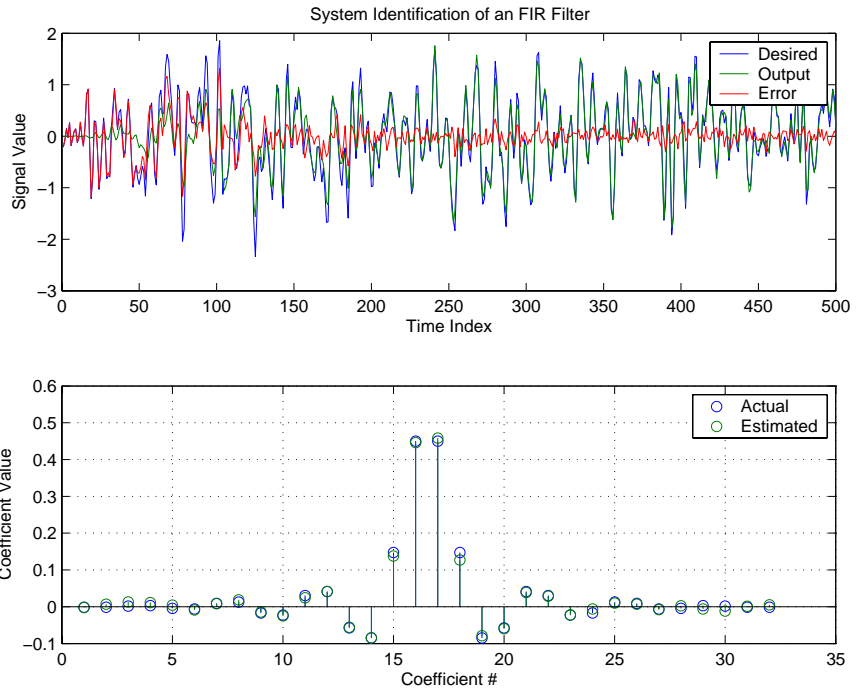 System Identification of an FIR Filter
2
1
0
−1
−2
−3
Signal Value
Desired
Output
Error
0 50 100 150 200 250 300 350 400 450 500
Time Index
0.6
0.5
0.4
0.3
0.2
0.1
0
−0.1
Coefficient Value
Actual
Estimated
0 5 10 15 20 25 30 35
Coefficient #